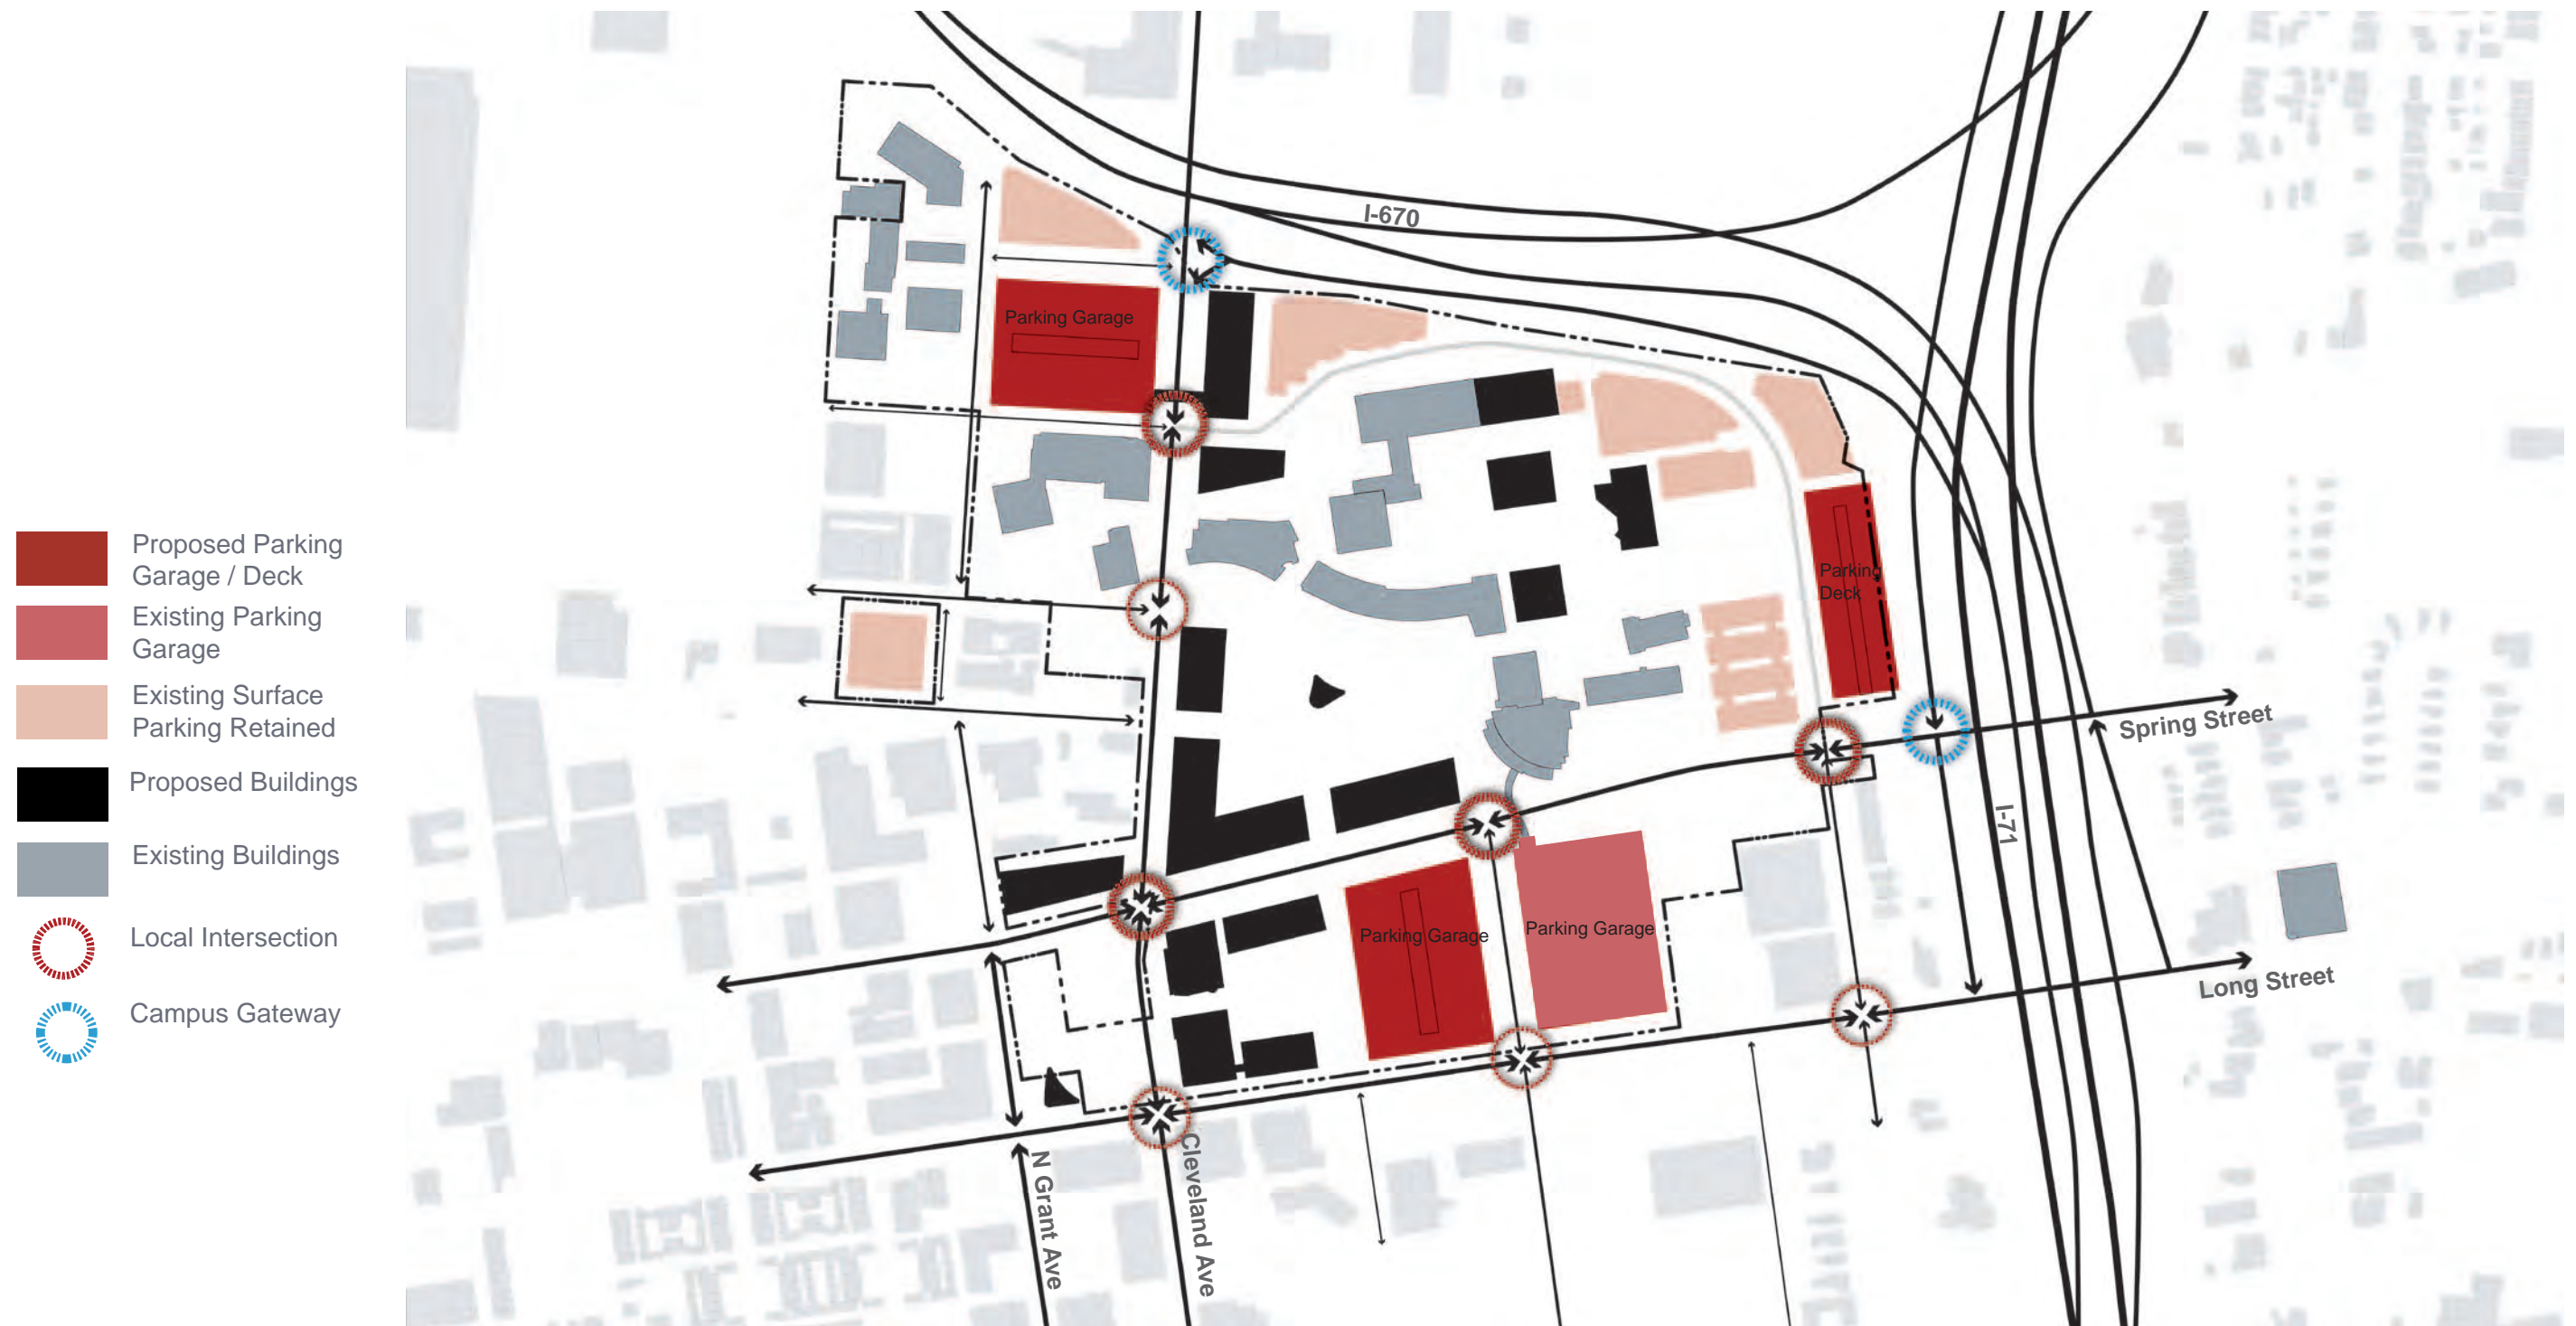 Proposed Parking
Garage / Deck
Existing Parking
Garage
Existing Surface
Parking Retained
Proposed Buildings
Existing Buildings
Local Intersection
Campus Gateway
I-670
Parking Garage
Parking
Deck
Spring Street
I-71
Parking Garage
Parking Garage
Long Street
N Grant Ave
Cleveland Ave